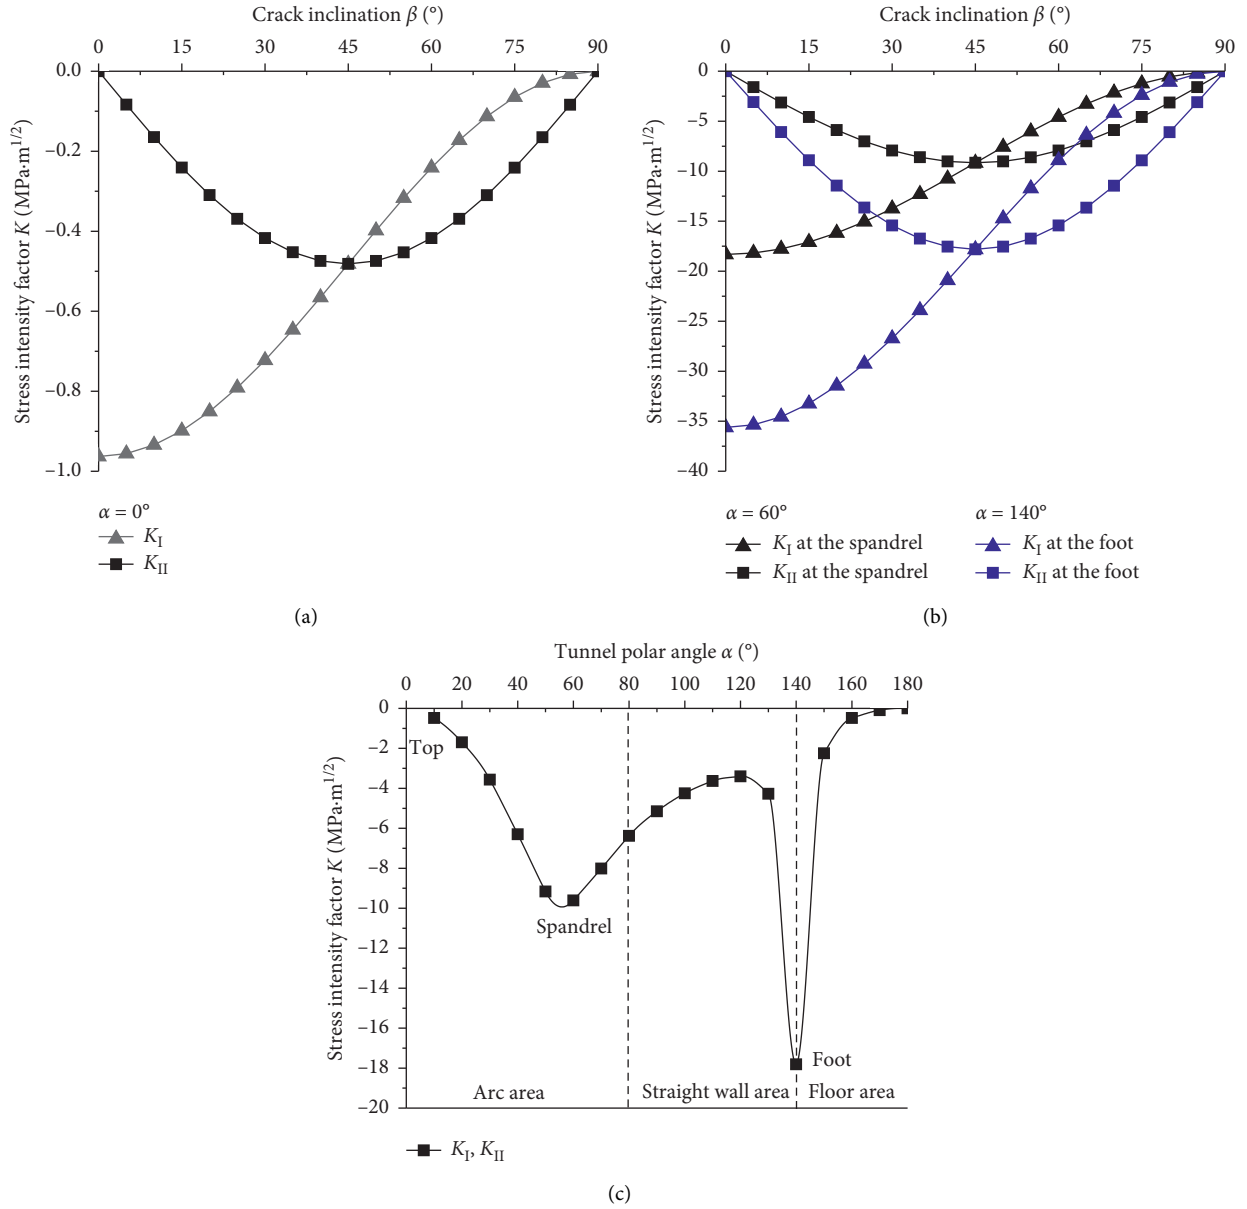 Crack inclination β (°)
0 15 30 45 60 75 90
0.0
−0.2
−0.4
−0.6
−0.8
−1.0
Stress intensity factor K (MPa·m1/2)
α = 0°
KI
KII
(a)
Crack inclination β (°)
0 15 30 45 60 75 90
0
−5
−10
−15
−20
−25
−30
−35
−40
Stress intensity factor K (MPa·m1/2)
α = 60° α = 140°
KI at the spandrel KI at the foot
KII at the spandrel KII at the foot
(b)
Tunnel polar angle α (°)
0 20 40 60 80 100 120 140 160 180
0
−2
−4
−6
−8
−10
−12
−14
−16
−18
−20
Stress intensity factor K (MPa·m1/2)
Top
Spandrel
Foot
Arc area Straight wall area Floor area
KI, KII
(c)